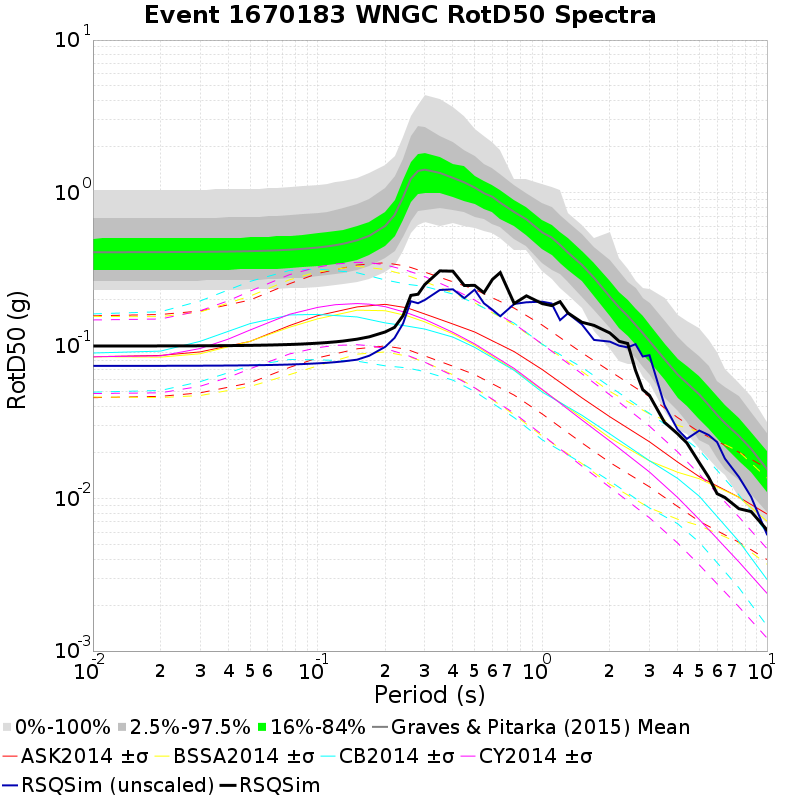 Event 1670183 WNGC RotD50 Spectra
10^1
10^0
10^-1
10^-2
10^-3
RotD50 (g)
10^-2 2 3 4 5 6 10^-1 2 3 4 5 6 7 10^0 2 3 4 5 6 7 10^1
Period (s)
0%-100% 2.5%-97.5% 16%-84% Graves & Pitarka (2015) Mean
ASK2014 ±σ BSSA2014 ±σ CB2014 ±σ CY2014 ±σ
RSQSim (unscaled) RSQSim